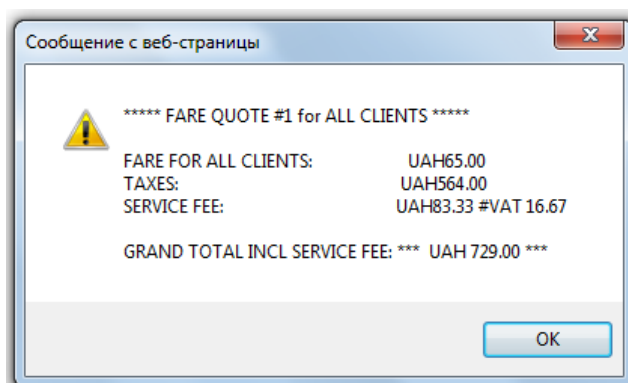 Сообщение с веб-страницы
***** FARE QUOTE #1 for ALL CLIENTS *****
FARE FOR ALL CLIENTS: UAH65.00
TAXES: UAH564.00
SERVICE FEE: UAH83.33 #VAT 16.67
GRAND TOTAL INCL SERVICE FEE: *** UAH 729.00 ***
OK